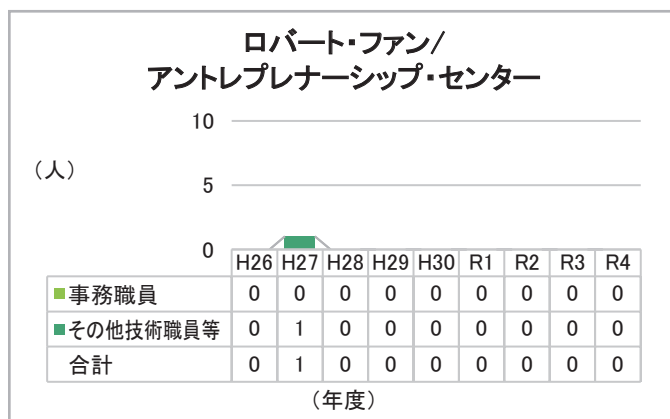 ロバート・ファン/
アントレプレナーシップ・センター
10
（人）
5
0
H26 H27 H28 H29 H30 R1 R2 R3 R4
事務職員 0 0 0 0 0 0 0 0 0
その他技術職員等 0 1 0 0 0 0 0 0 0
合計 0 1 0 0 0 0 0 0 0
（年度）